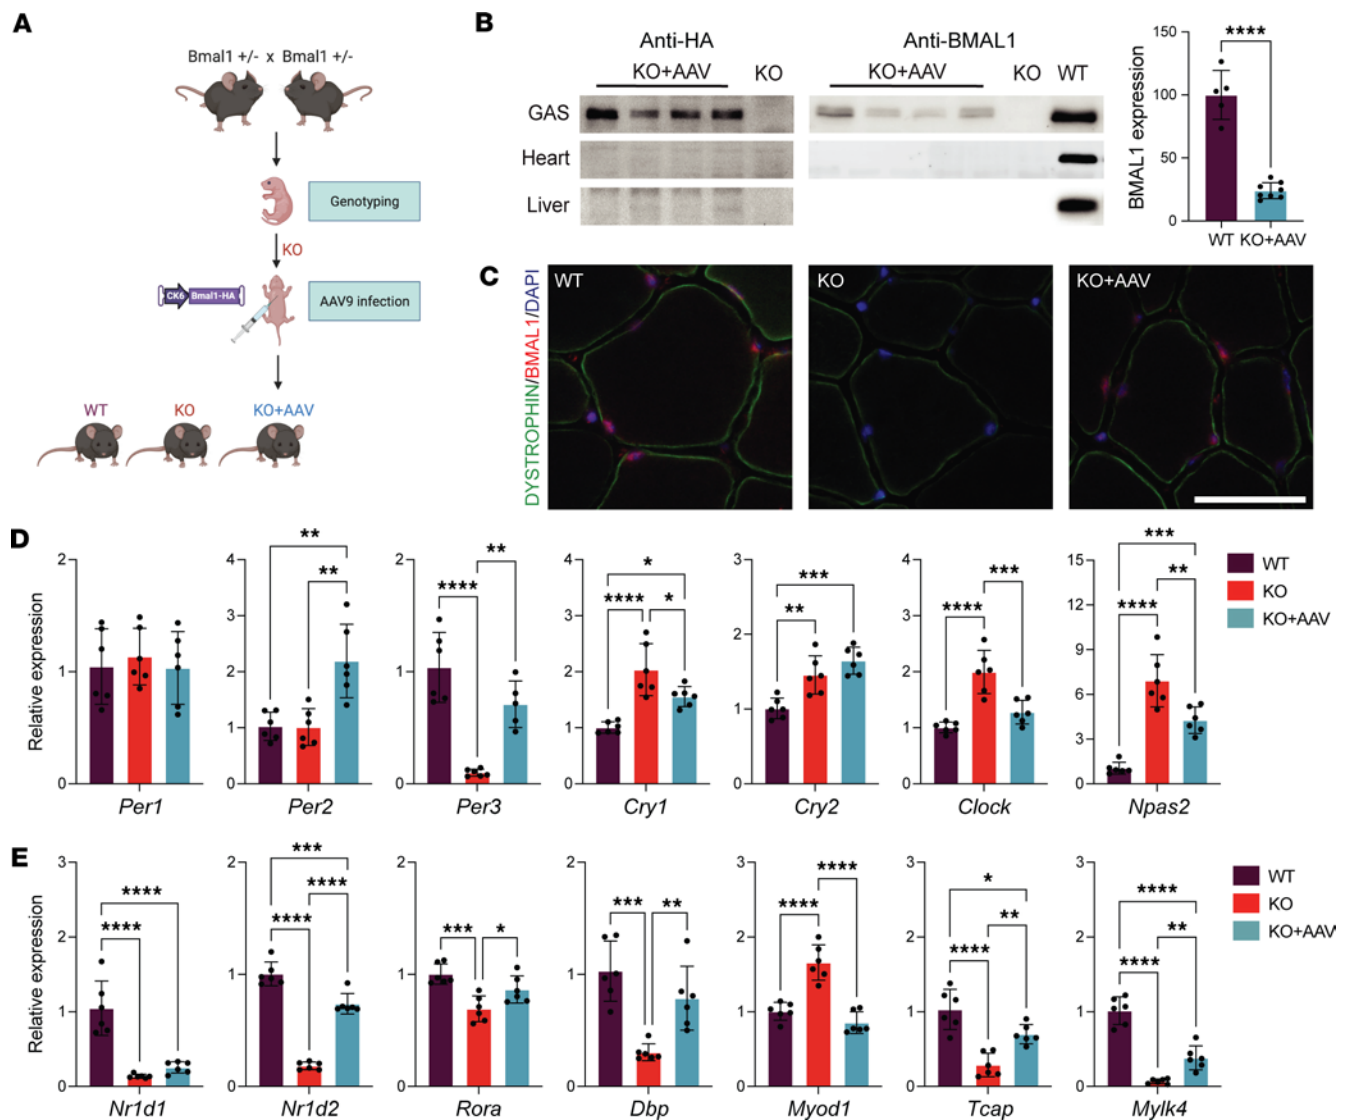 A
Bmal1 +/- x Bmal1 +/-
Genotyping
KO
CK6 Bmal1-HA
AAV9 infection
WT KO KO+AAV
B
Anti-HA Anti-BMAL1
KO+AAV KO KO+AAV KO WT
GAS
Heart
Liver
BMAL1 expression
150
100
50
0
****
WT KO+AAV
C
DYSTROPHIN/BMAL1/DAPI
WT KO KO+AAV
D
Relative expression
2
1
0
Per1
4
3
2
1
0
** **
Per2
2
1
0
**** **
Per3
4
3
2
1
0
* **** *
Cry1
3
2
1
0
*** **
Cry2
4
3
2
1
0
**** ***
Clock
15
12
9
6
3
0
*** ** ****
Npas2
WT
KO
KO+AAV
E
Relative expression
3
2
1
0
**** ****
Nr1d1
2
1
0
*** **** ****
Nr1d2
2
1
0
*** *
Rora
2
1
0
*** **
Dbp
3
2
1
0
**** ****
Myod1
3
2
1
0
* ** ****
Tcap
3
2
1
0
**** ** ****
Mylk4
WT
KO
KO+AAV